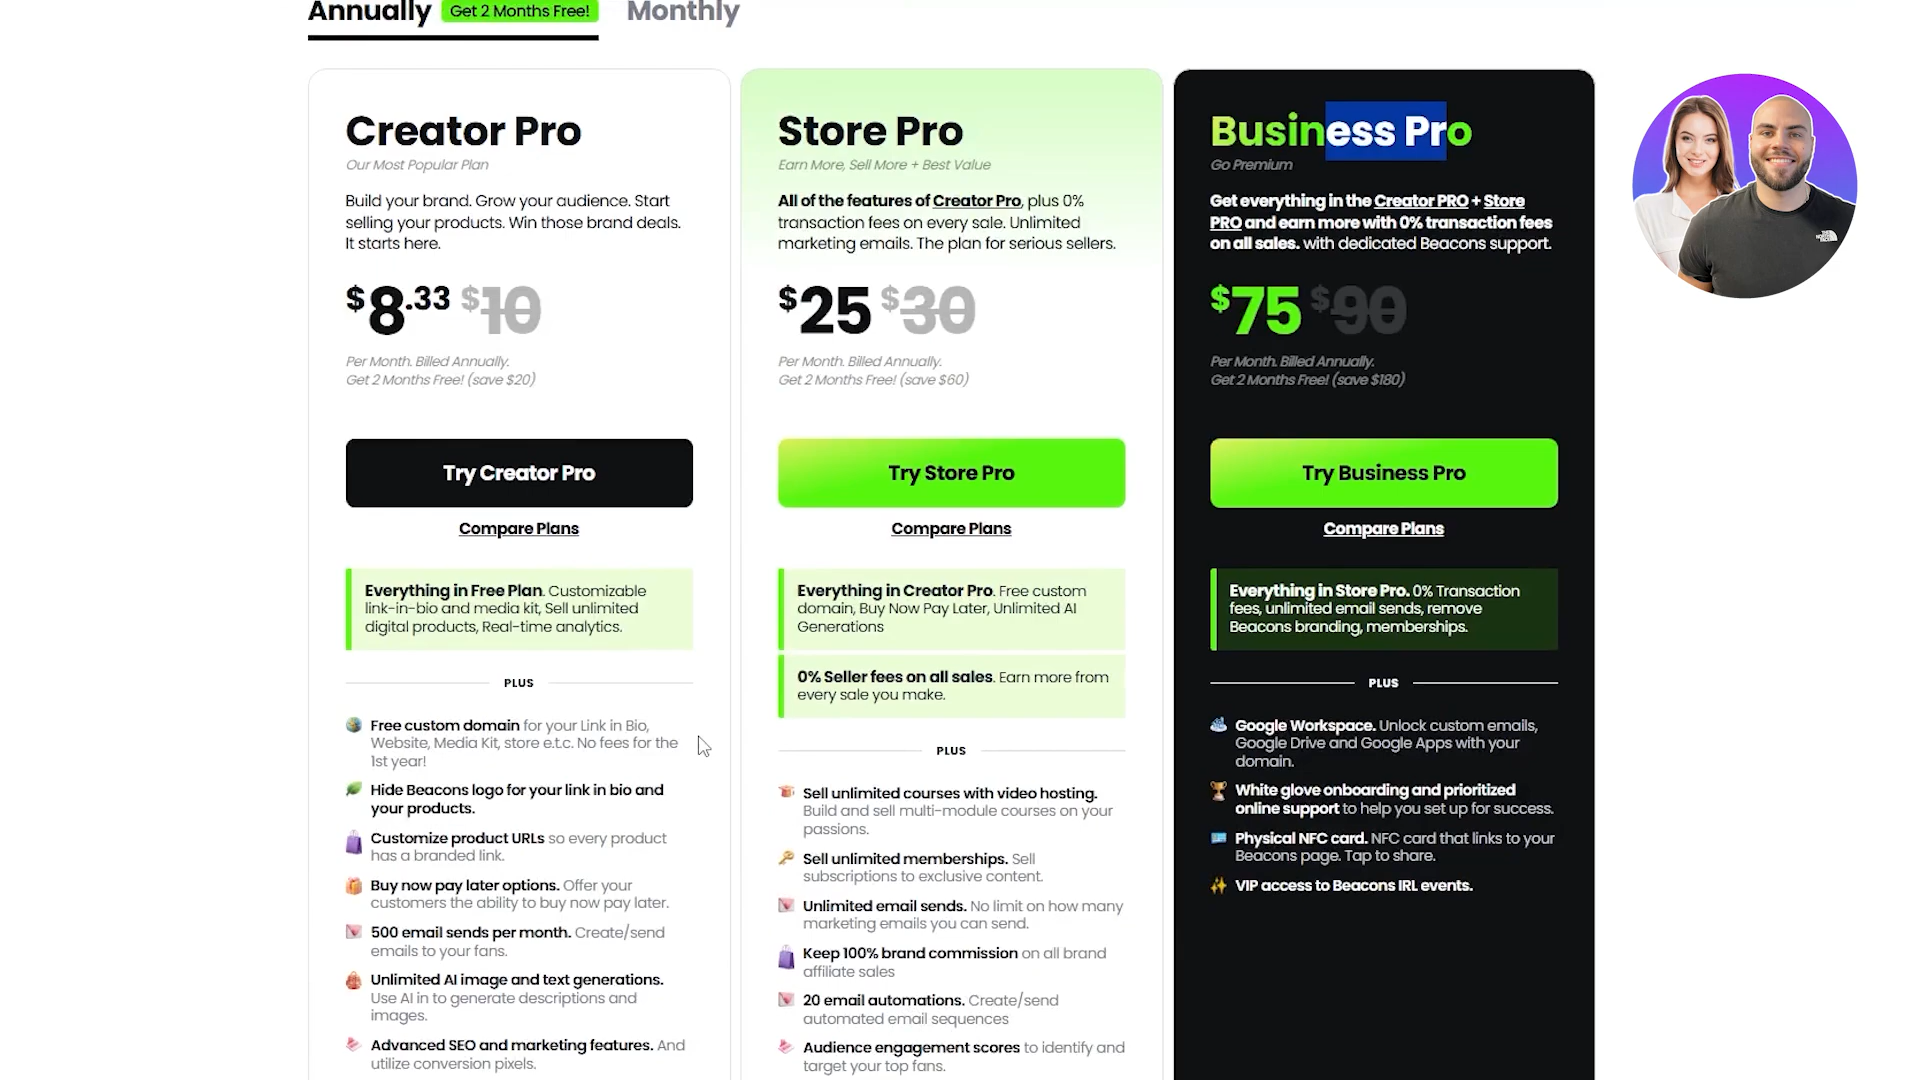 Annually Get 2 Months Free! Monthly
Creator Pro
Our Most Popular Plan
Build your brand. Grow your audience. Start
selling your products. Win those brand deals.
It starts here.
$8.33 $10
Per Month. Billed Annually.
Get 2 Months Free! (save $20)
Try Creator Pro
Compare Plans
Everything in Free Plan. Customizable
link-in-bio and media kit, Sell unlimited
digital products, Real-time analytics.
PLUS
Free custom domain for your Link in Bio,
Website, Media Kit, store e.t.c. No fees for the
1st year!
Hide Beacons logo for your link in bio and
your products.
Customize product URLs so every product
has a branded link.
Buy now pay later options. Offer your
customers the ability to buy now pay later.
500 email sends per month. Create/send
emails to your fans.
Unlimited AI image and text generations.
Use AI in to generate descriptions and
images.
Advanced SEO and marketing features. And
utilize conversion pixels.
Store Pro
Earn More, Sell More + Best Value
All of the features of Creator Pro, plus 0%
transaction fees on every sale. Unlimited
marketing emails. The plan for serious sellers.
$25 $30
Per Month. Billed Annually.
Get 2 Months Free! (save $60)
Try Store Pro
Compare Plans
Everything in Creator Pro. Free custom
domain, Buy Now Pay Later, Unlimited AI
Generations
0% Seller fees on all sales. Earn more from
every sale you make.
PLUS
Sell unlimited courses with video hosting.
Build and sell multi-module courses on your
passions.
Sell unlimited memberships. Sell
subscriptions to exclusive content.
Unlimited email sends. No limit on how many
marketing emails you can send.
Keep 100% brand commission on all brand
affiliate sales
20 email automations. Create/send
automated email sequences
Audience engagement scores to identify and
target your top fans.
Business Pro
Go Premium
Get everything in the Creator PRO + Store
PRO and earn more with 0% transaction fees
on all sales. with dedicated Beacons support.
$75 $90
Per Month. Billed Annually.
Get 2 Months Free! (save $180)
Try Business Pro
Compare Plans
Everything in Store Pro. 0% Transaction
fees, unlimited email sends, remove
Beacons branding, memberships.
PLUS
Google Workspace. Unlock custom emails,
Google Drive and Google Apps with your
domain.
White glove onboarding and prioritized
online support to help you set up for success.
Physical NFC card. NFC card that links to your
Beacons page. Tap to share.
VIP access to Beacons IRL events.